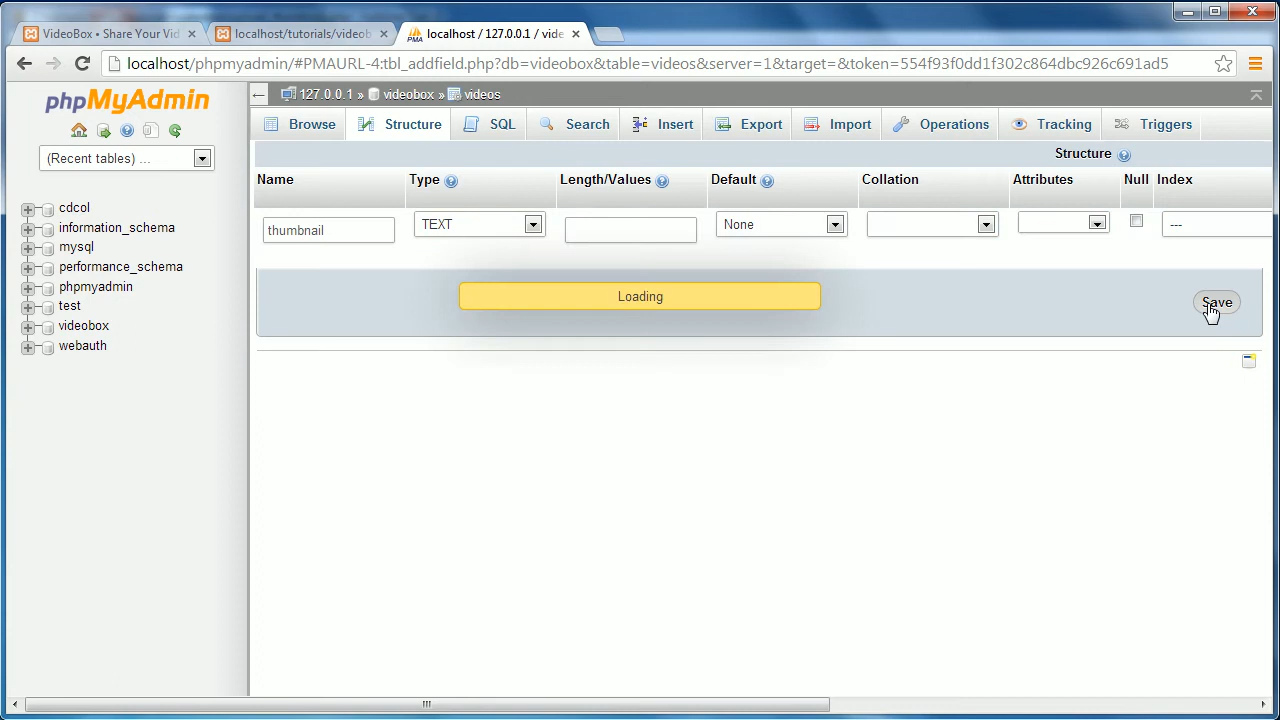 VideoBox • Share Your Vid
localhost/tutorials/videob
localhost / 127.0.0.1 / vide
localhost/phpmyadmin/#PMAURL-4:tbl_addfield.php?db=videobox&table=videos&server=1&target=&token=554f93f0dd1f302c864dbc926c691ad5
phpMyAdmin
(Recent tables) ...
cdcol
information_schema
mysql
performance_schema
phpmyadmin
test
videobox
webauth
127.0.0.1 » videobox » videos
Browse Structure SQL Search Insert Export Import Operations Tracking Triggers
Structure
Name Type Length/Values Default Collation Attributes Null Index
thumbnail TEXT None ---
Loading
Save